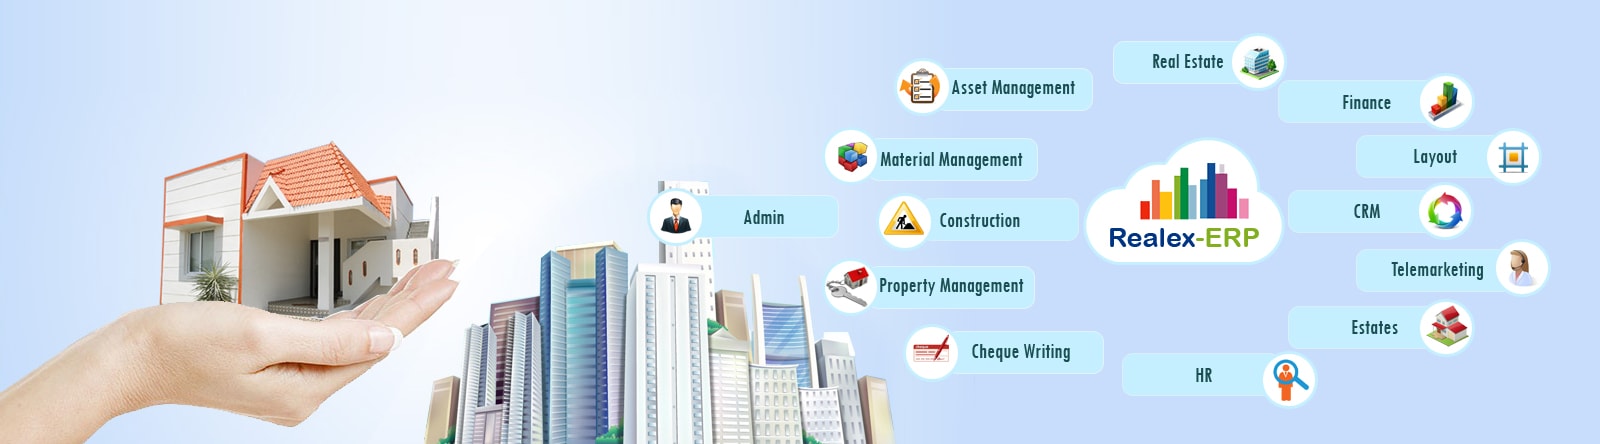 Real Estate
Asset Management
Finance
Material Management
Layout
Admin
Construction
CRM
Realex-ERP
Property Management
Telemarketing
Estates
cheque
Cheque Writing
HR